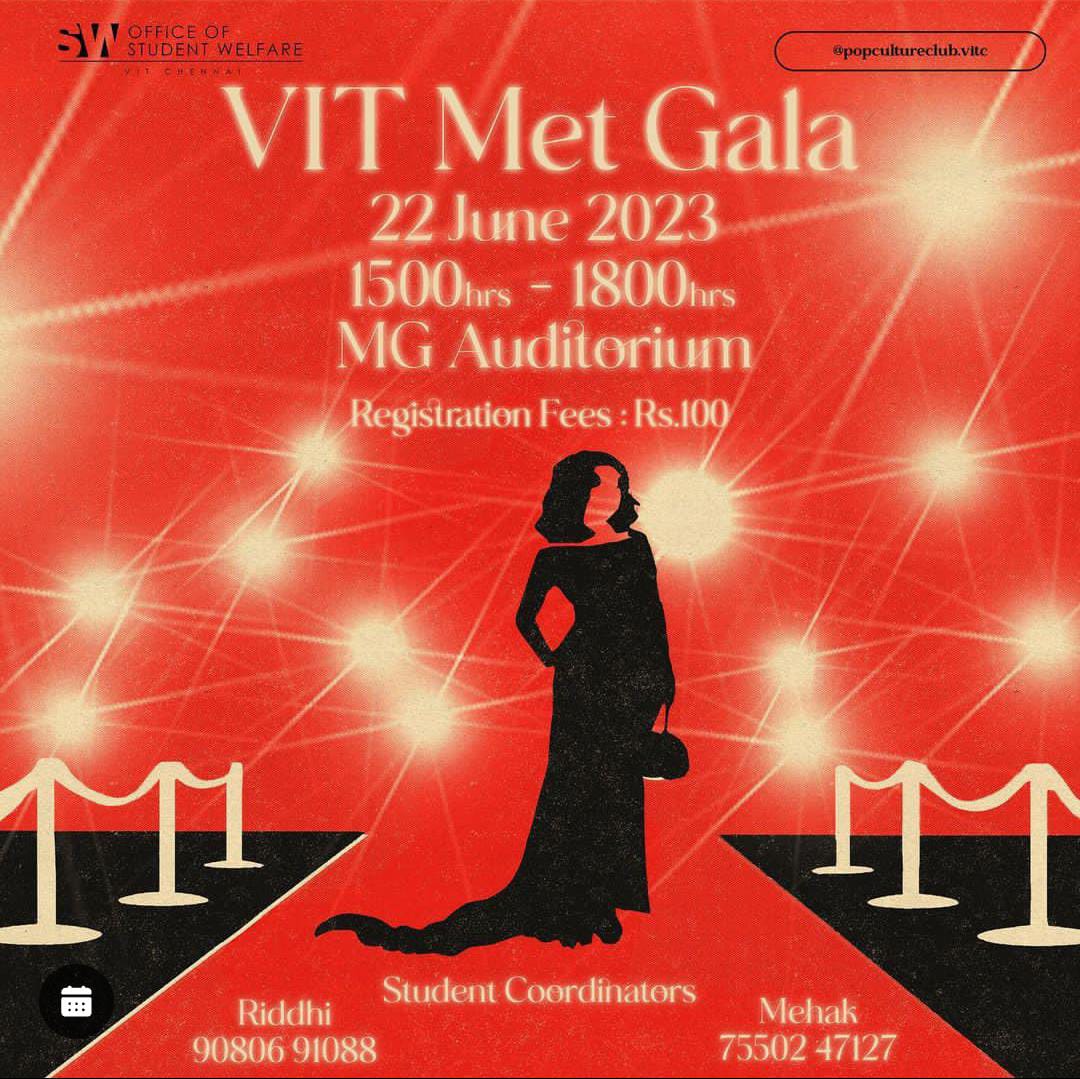 SW OFFICE OF
STUDENT WELFARE
VIT CHENNAI
@popcultureclub.vitc
VIT Met Gala
22 June 2023
1500hrs - 1800hrs
MG Auditorium
Registration Fees : Rs.100
Student Coordinators
Riddhi
90806 91088
Mehak
75502 47127